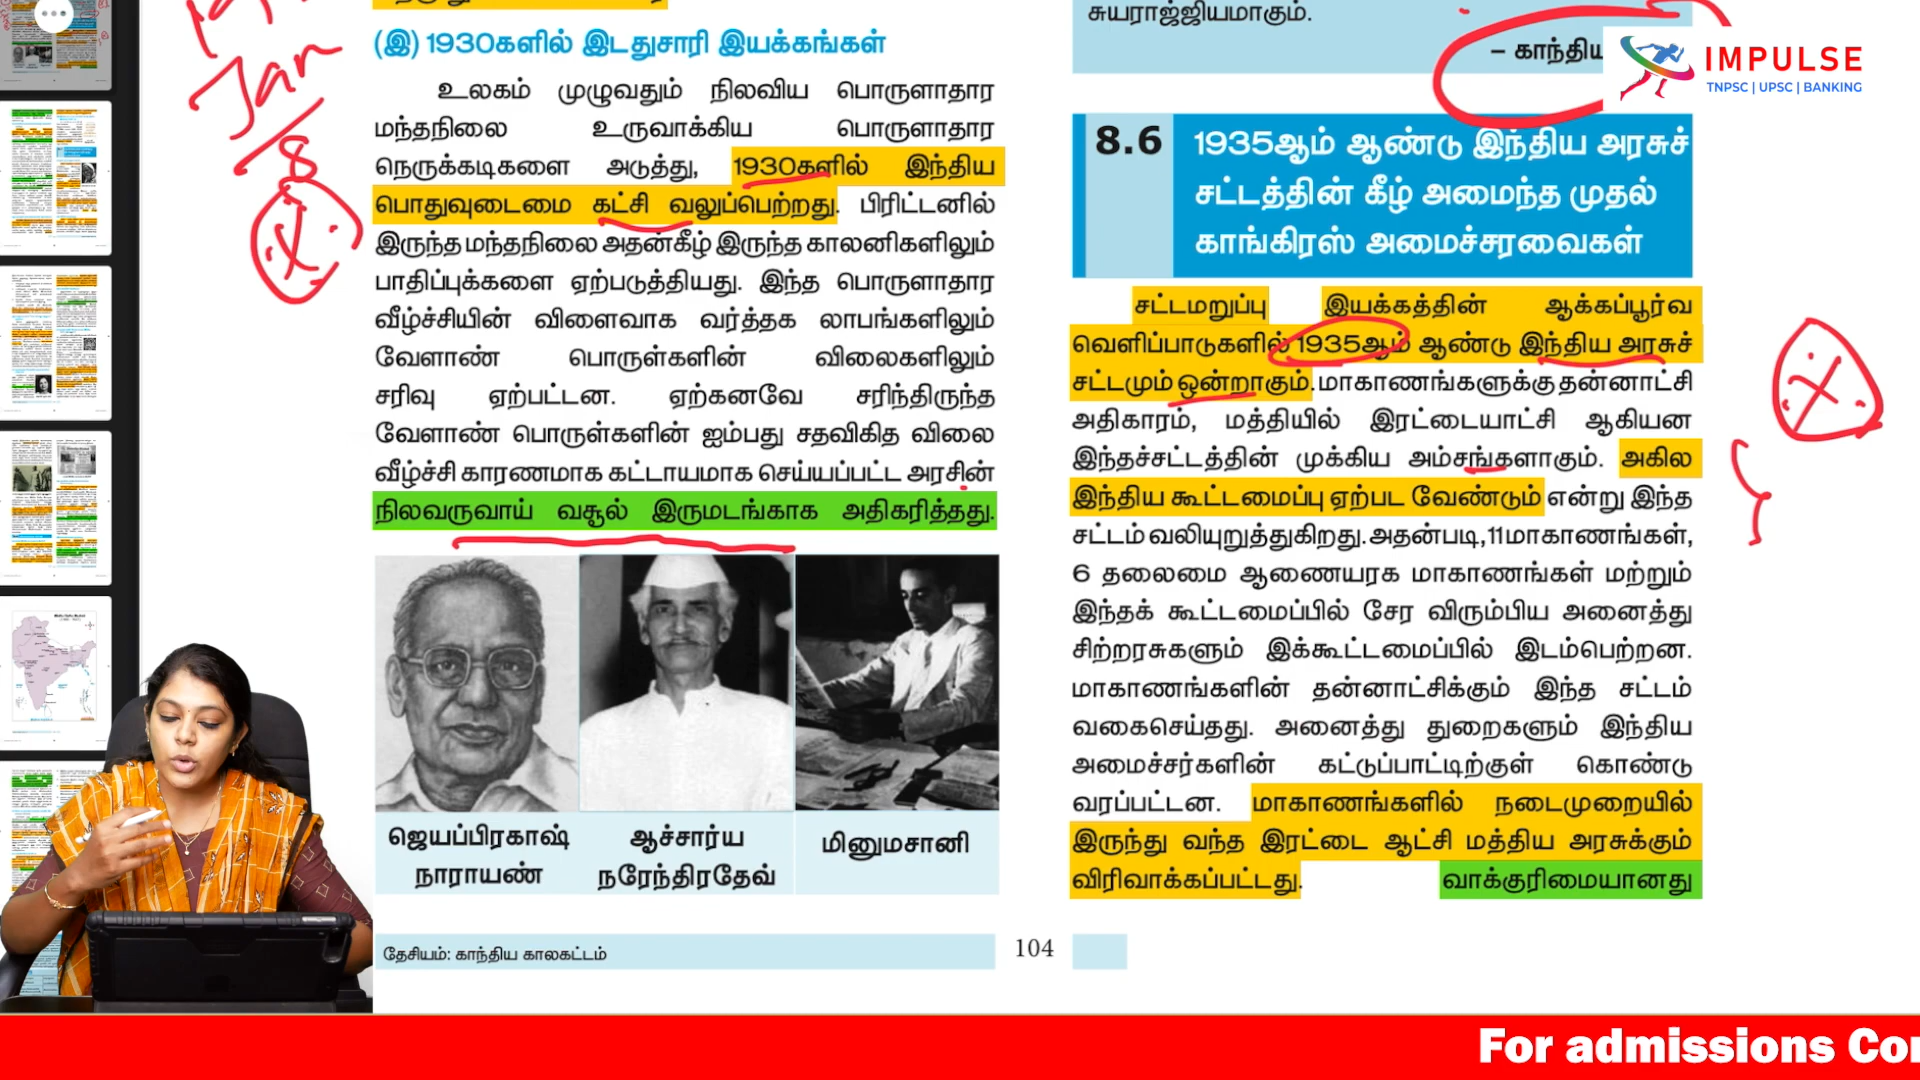 (இ) 1930களில் இடதுசாரி இயக்கங்கள்
உலகம் முழுவதும் நிலவிய பொருளாதார
மந்தநிலை உருவாக்கிய பொருளாதார
நெருக்கடிகளை அடுத்து, 1930களில் இந்திய
பொதுவுடைமை கட்சி வலுப்பெற்றது. பிரிட்டனில்
இருந்த மந்தநிலை அதன்கீழ் இருந்த காலனிகளிலும்
பாதிப்புக்களை ஏற்படுத்தியது. இந்த பொருளாதார
வீழ்ச்சியின் விளைவாக வர்த்தக லாபங்களிலும்
வேளாண் பொருள்களின் விலைகளிலும்
சரிவு ஏற்பட்டன. ஏற்கனவே சரிந்திருந்த
வேளாண் பொருள்களின் ஐம்பது சதவிகித விலை
வீழ்ச்சி காரணமாக கட்டாயமாக செய்யப்பட்ட அரசின்
நிலவருவாய் வசூல் இருமடங்காக அதிகரித்தது.
ஜெயப்பிரகாஷ்
நாராயண்
ஆச்சார்ய
நரேந்திரதேவ்
மினுமசானி
தேசியம்: காந்திய காலகட்டம்
104
சுயராஜ்ஜியமாகும்.
– காந்திய
IMPULSE
TNPSC | UPSC | BANKING
8.6
1935ஆம் ஆண்டு இந்திய அரசுச்
சட்டத்தின் கீழ் அமைந்த முதல்
காங்கிரஸ் அமைச்சரவைகள்
சட்டமறுப்பு இயக்கத்தின் ஆக்கப்பூர்வ
வெளிப்பாடுகளில் 1935ஆம் ஆண்டு இந்திய அரசுச்
சட்டமும் ஒன்றாகும். மாகாணங்களுக்கு தன்னாட்சி
அதிகாரம், மத்தியில் இரட்டையாட்சி ஆகியன
இந்தச்சட்டத்தின் முக்கிய அம்சங்களாகும். அகில
இந்திய கூட்டமைப்பு ஏற்பட வேண்டும் என்று இந்த
சட்டம் வலியுறுத்துகிறது. அதன்படி, 11 மாகாணங்கள்,
6 தலைமை ஆணையரக மாகாணங்கள் மற்றும்
இந்தக் கூட்டமைப்பில் சேர விரும்பிய அனைத்து
சிற்றரசுகளும் இக்கூட்டமைப்பில் இடம்பெற்றன.
மாகாணங்களின் தன்னாட்சிக்கும் இந்த சட்டம்
வகைசெய்தது. அனைத்து துறைகளும் இந்திய
அமைச்சர்களின் கட்டுப்பாட்டிற்குள் கொண்டு
வரப்பட்டன. மாகாணங்களில் நடைமுறையில்
இருந்து வந்த இரட்டை ஆட்சி மத்திய அரசுக்கும்
விரிவாக்கப்பட்டது. வாக்குரிமையானது
Jan
8
For admissions